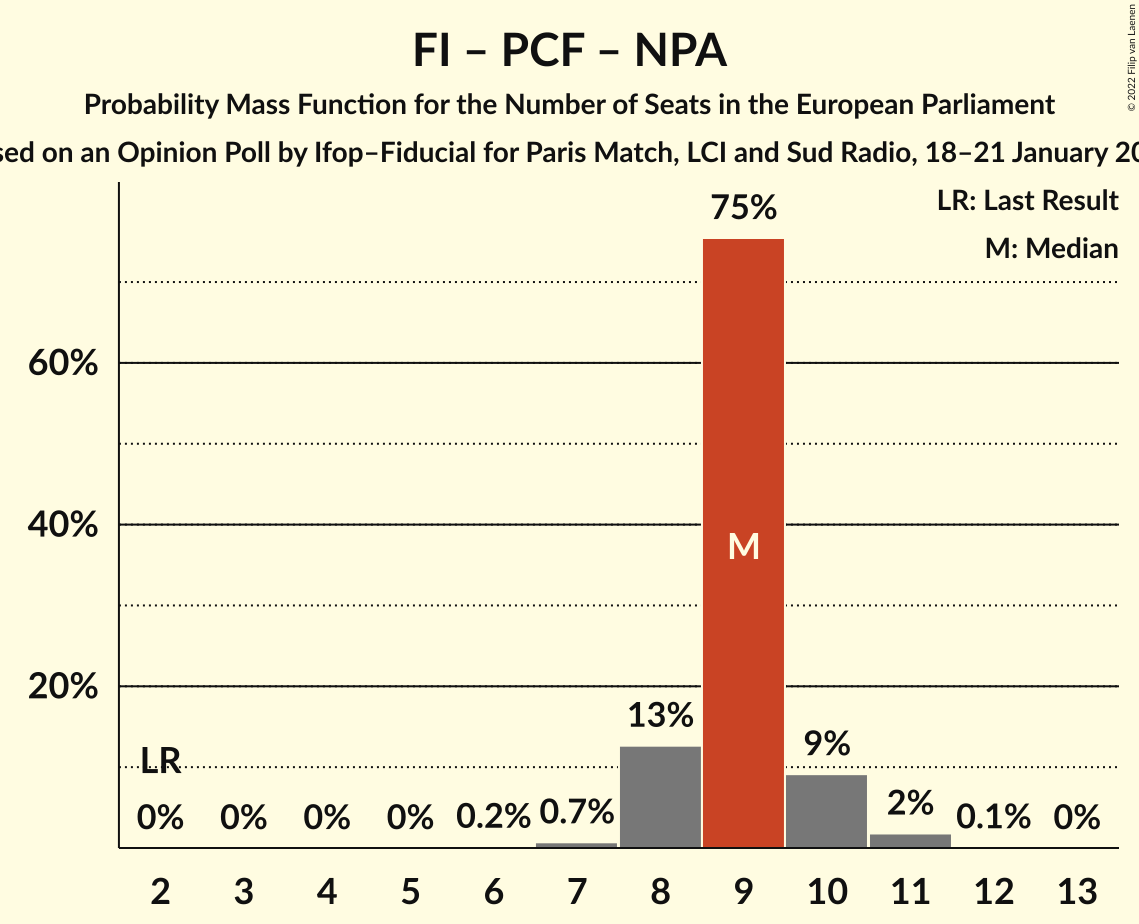 FI – PCF – NPA
Probability Mass Function for the Number of Seats in the European Parliament
on an Opinion Poll by Ifop–Fiducial for Paris Match, LCI and Sud Radio, 18–21 January
© 2022 Filip van Laenen
LR: Last Result
M: Median
75%
60%
40%
20%
M
LR
0%
0%
0%
0%
0.2%
0.7%
13%
9%
2%
0.1%
0%
2 3 4 5 6 7 8 9 10 11 12 13